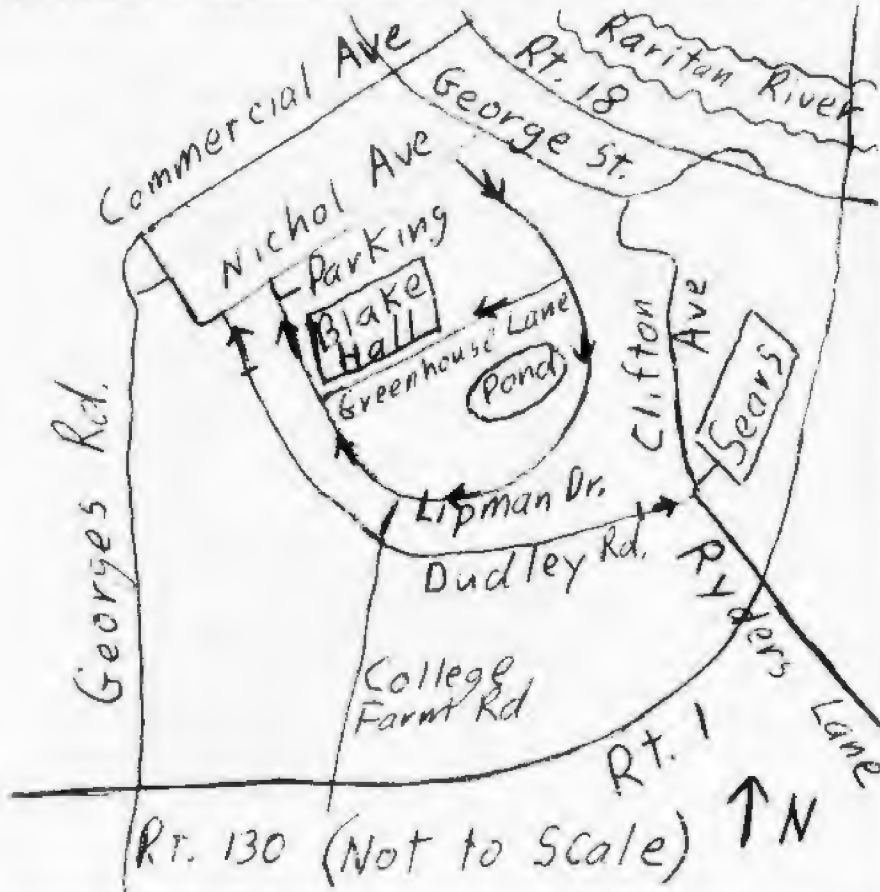 Raritan River
Rt. 18
George St.
Commercial Ave
Nichol Ave
Parking
Blake
Hall
Greenhouse Lane
Pond
Clifton
Ave
Sears
Georges Rd.
Lipman Dr.
Dudley Rd.
Ryders Lane
College
Farm Rd
Rt. 1
N
Rt. 130 (Not to Scale)